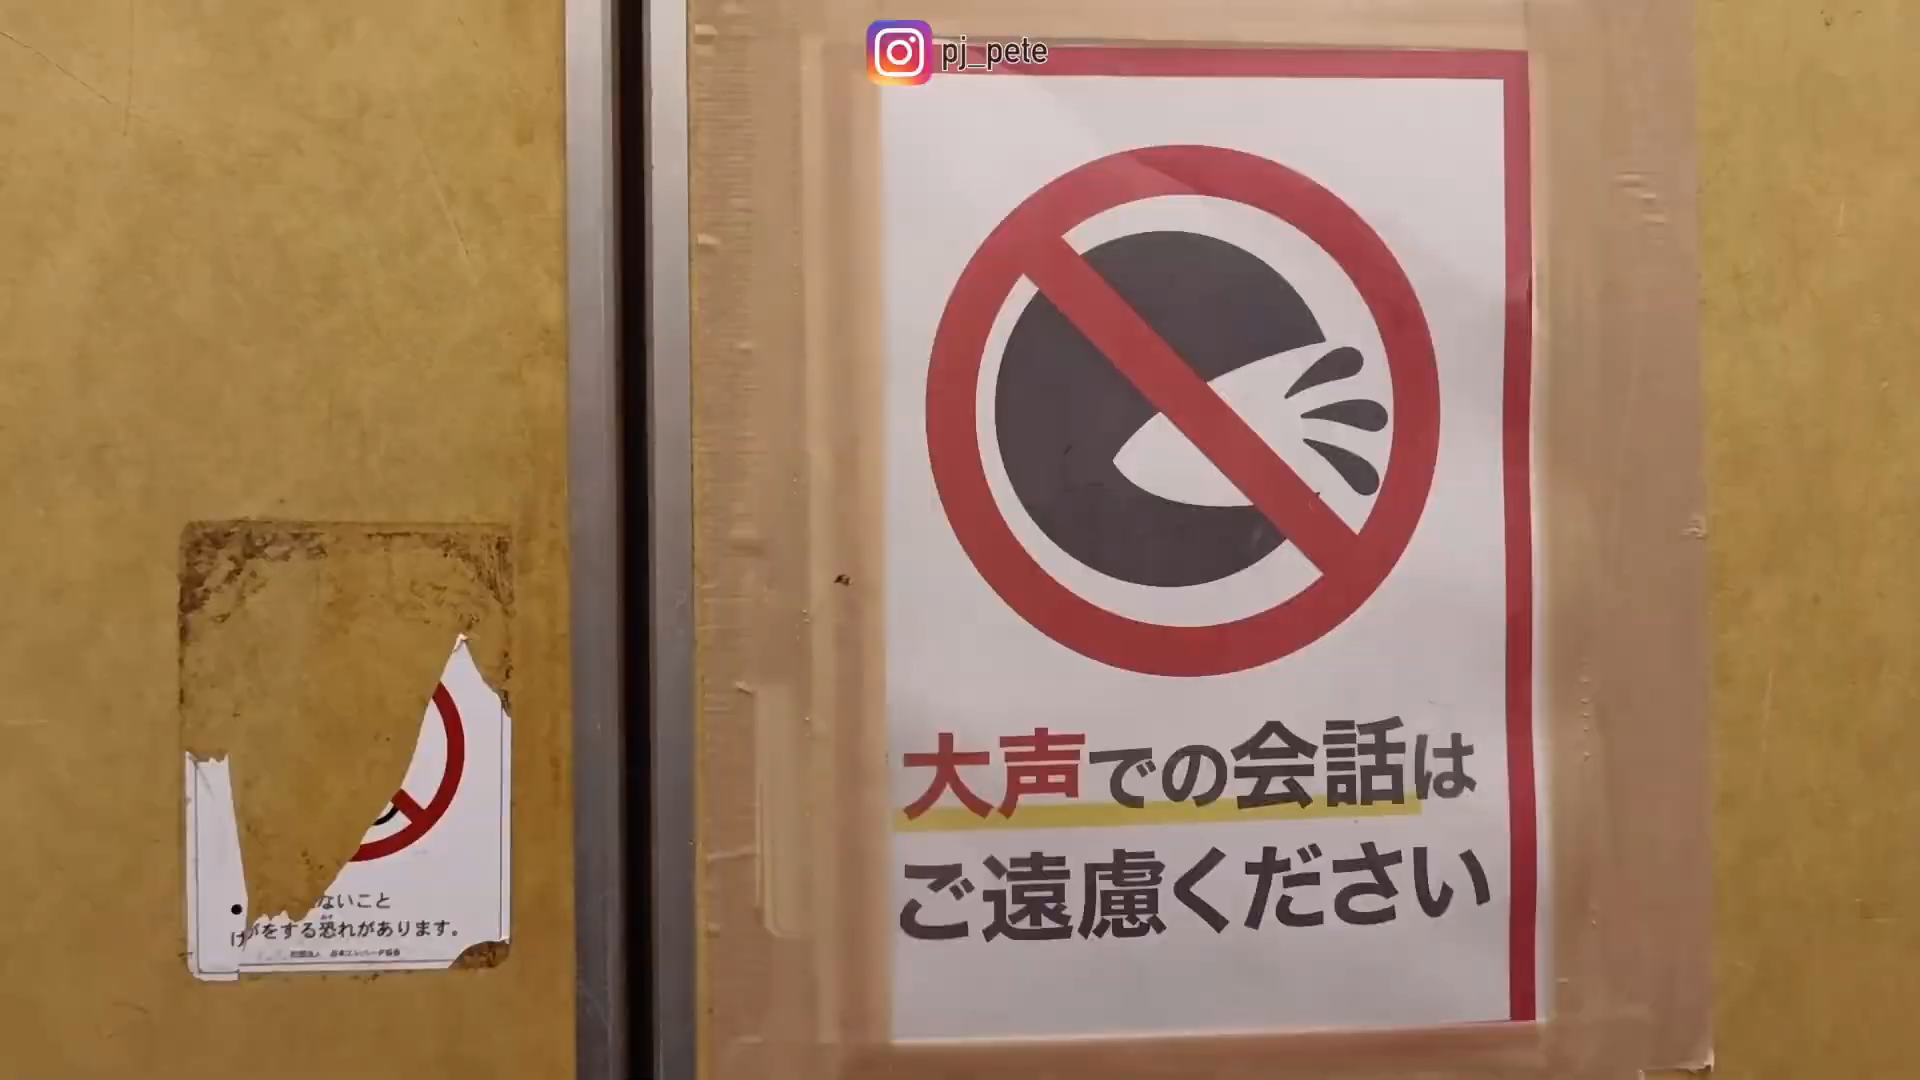 pj_pete
大声での会話は
ご遠慮ください
ないこと
けがをする恐れがあります。